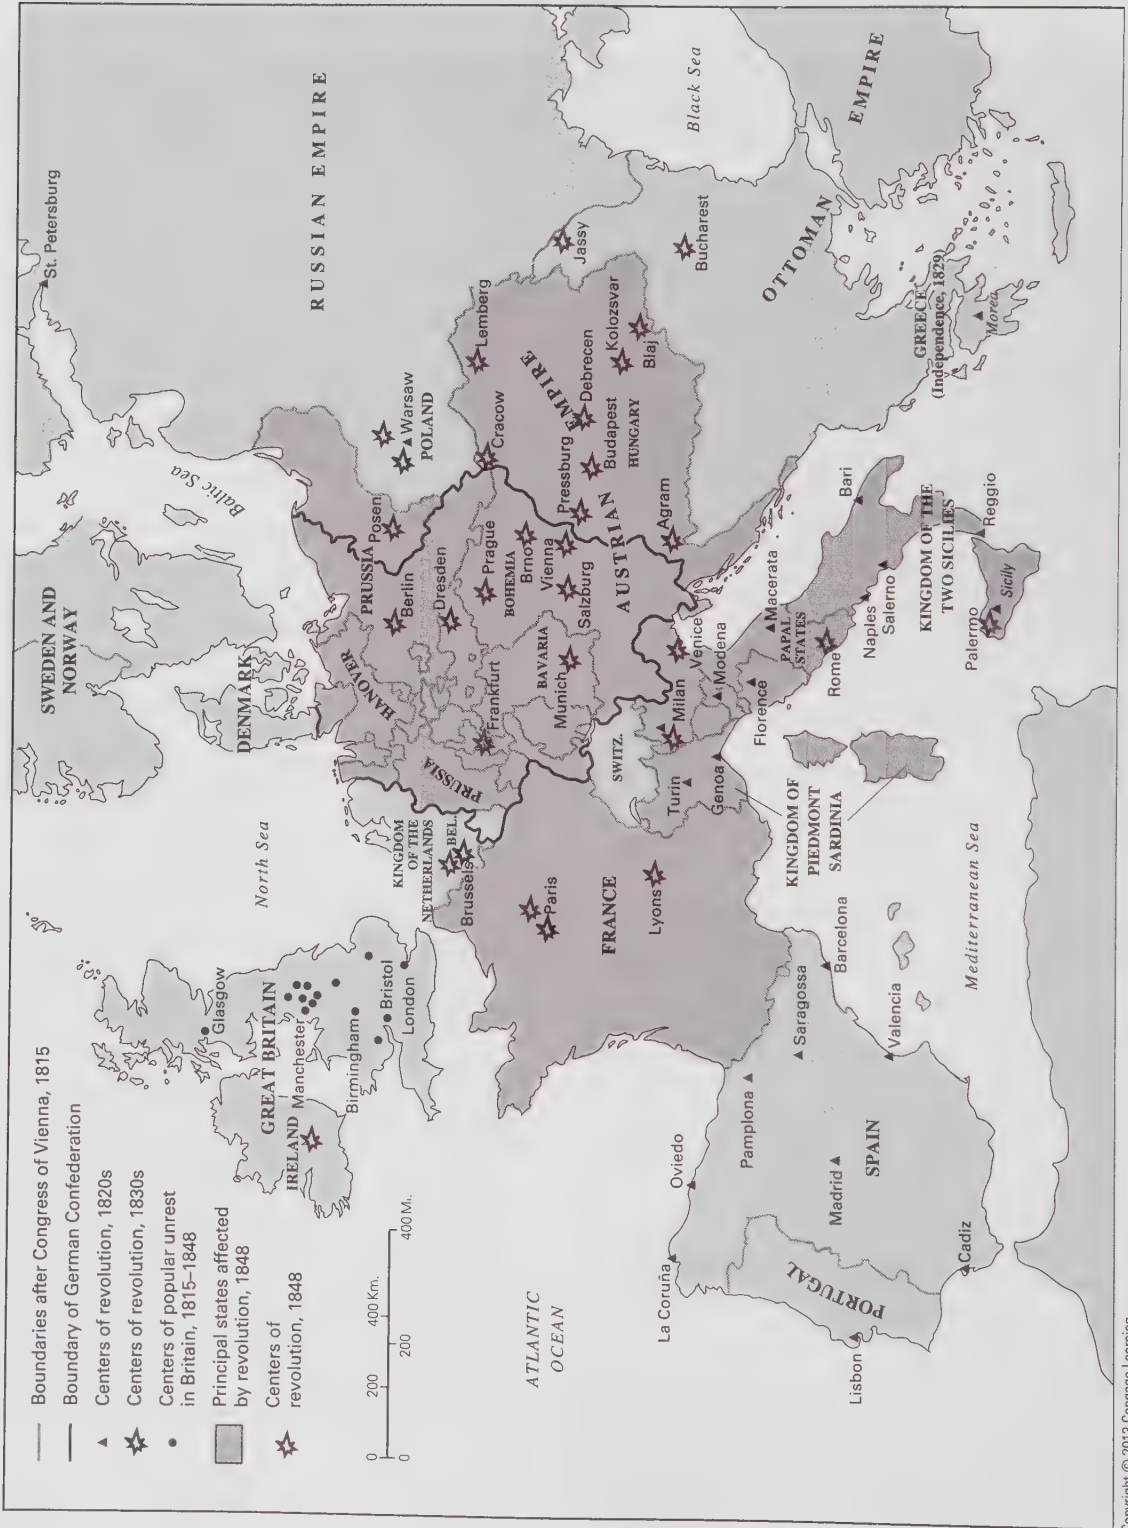 Boundaries after Congress of Vienna, 1815
Boundary of German Confederation
Centers of revolution, 1820s
Centers of revolution, 1830s
Centers of popular unrest
in Britain, 1815–1848
Principal states affected
by revolution, 1848
Centers of
revolution, 1848
0 200 400 Km.
0 200 400 Mi.
SWEDEN AND
NORWAY
St. Petersburg
North Sea
DENMARK
Baltic Sea
RUSSIAN EMPIRE
Glasgow
GREAT BRITAIN
IRELAND
Manchester
Birmingham
Bristol
London
KINGDOM
OF THE
NETHERLANDS
BEL.
Brussels
HANOVER
PRUSSIA
PRUSSIA
Posen
Berlin
Dresden
Warsaw
POLAND
Frankfurt
Prague
BOHEMIA
Brno
Cracow
Lemberg
ATLANTIC
OCEAN
Paris
FRANCE
Lyons
BAVARIA
Munich
Vienna
Salzburg
Pressburg
AUSTRIAN
EMPIRE
Budapest
Debrecen
HUNGARY
Kolozsvar
Blaj
Jassy
Bucharest
Black Sea
SWITZ.
Turin
Milan
Venice
Agram
Genoa
Modena
Florence
Macerata
PAPAL
STATES
Rome
Naples
Salerno
Bari
KINGDOM OF THE
TWO SICILIES
Reggio
Palermo
Sicily
KINGDOM OF
PIEDMONT
SARDINIA
OTTOMAN
EMPIRE
GREECE
(Independence, 1829)
Morea
La Coruña
Oviedo
Pamplona
Saragossa
Barcelona
Valencia
Madrid
SPAIN
PORTUGAL
Lisbon
Cadiz
Mediterranean Sea
Copyright © 2013 Cengage Learning